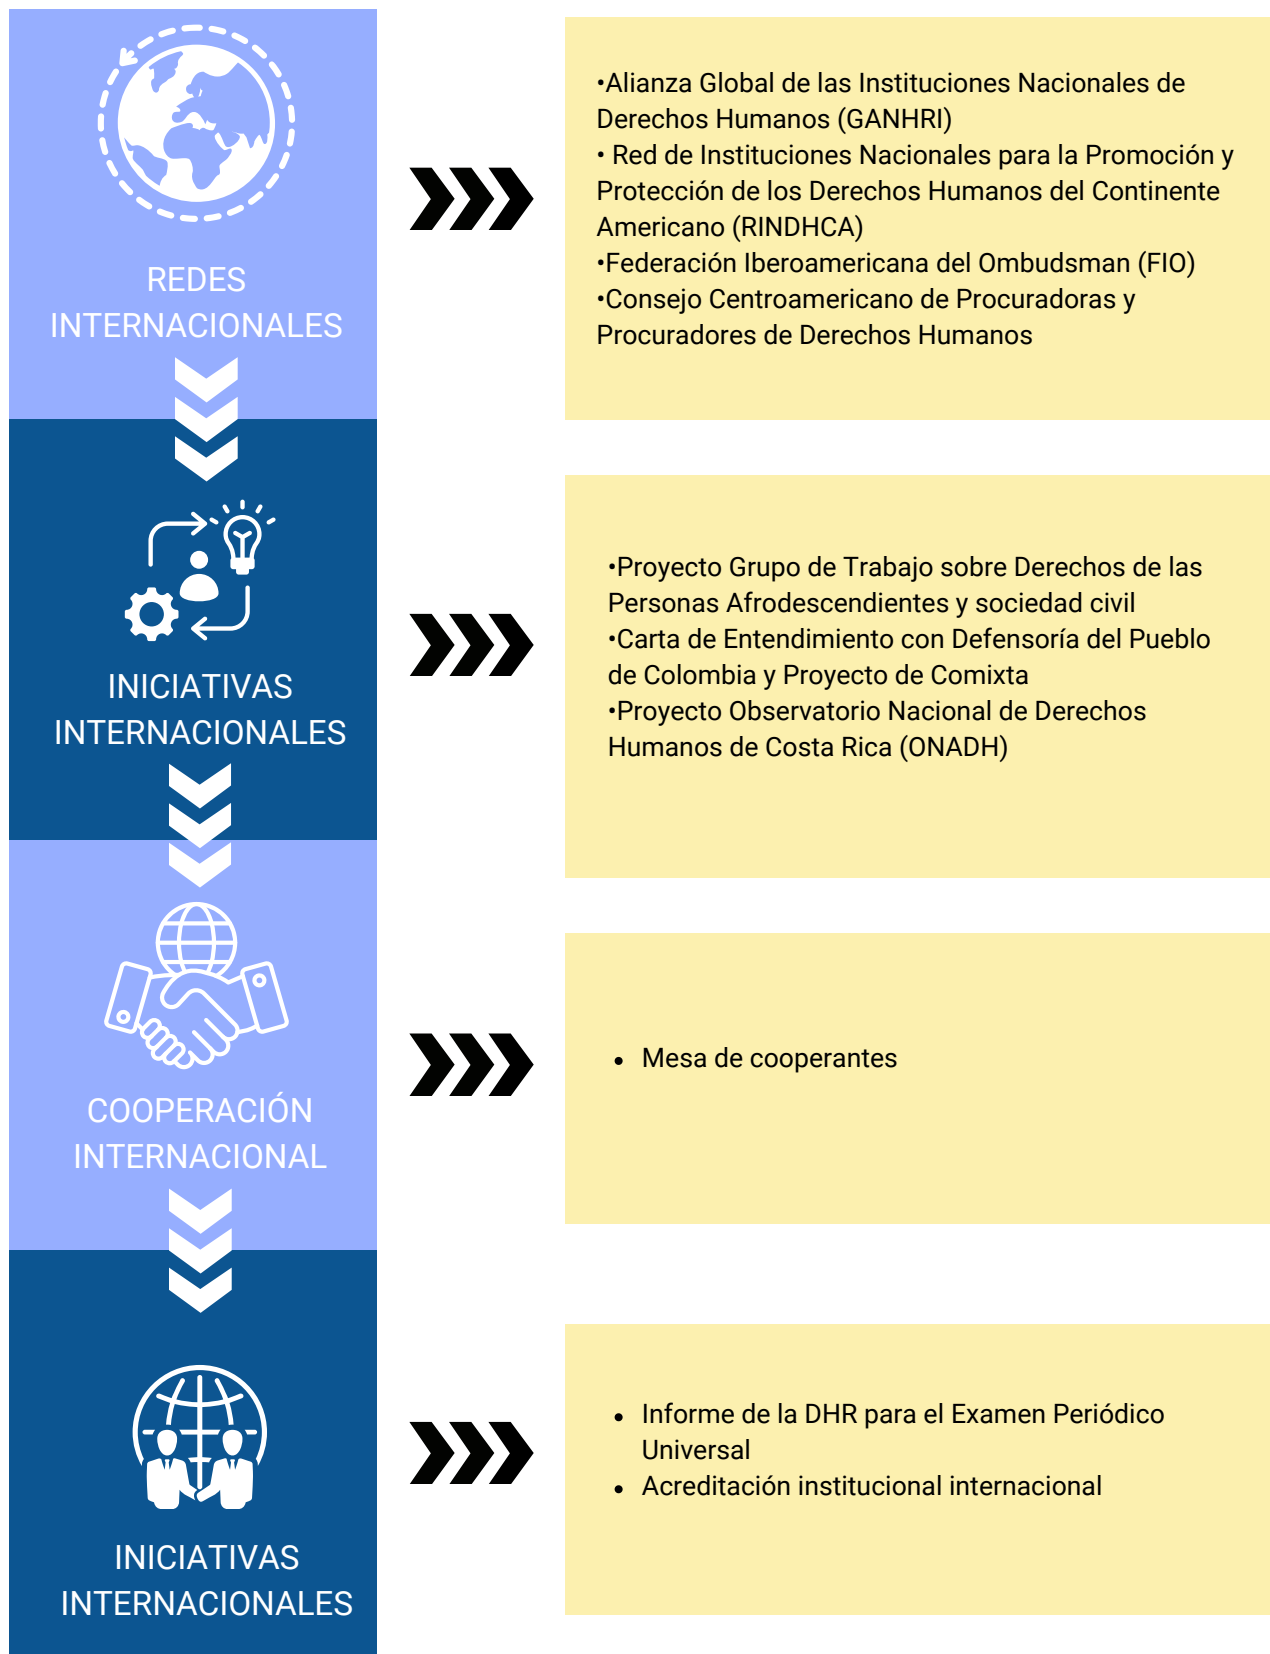 REDES
INTERNACIONALES
•Alianza Global de las Instituciones Nacionales de
Derechos Humanos (GANHRI)
• Red de Instituciones Nacionales para la Promoción y
Protección de los Derechos Humanos del Continente
Americano (RINDHCA)
•Federación Iberoamericana del Ombudsman (FIO)
•Consejo Centroamericano de Procuradoras y
Procuradores de Derechos Humanos
INICIATIVAS
INTERNACIONALES
•Proyecto Grupo de Trabajo sobre Derechos de las
Personas Afrodescendientes y sociedad civil
•Carta de Entendimiento con Defensoría del Pueblo
de Colombia y Proyecto de Comixta
•Proyecto Observatorio Nacional de Derechos
Humanos de Costa Rica (ONADH)
COOPERACIÓN
INTERNACIONAL
• Mesa de cooperantes
INICIATIVAS
INTERNACIONALES
• Informe de la DHR para el Examen Periódico
Universal
• Acreditación institucional internacional